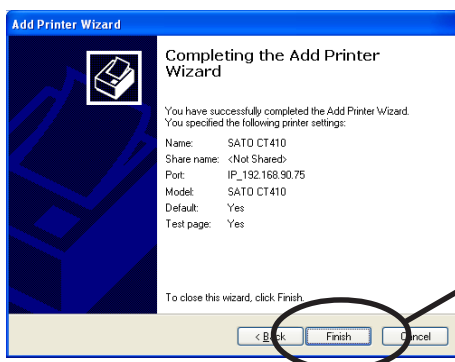 Add Printer Wizard
Completing the Add Printer
Wizard
You have successfully completed the Add Printer Wizard.
You specified the following printer settings:
Name: SATO CT410
Share name: <Not Shared>
Port: IP_192.168.90.75
Model: SATO CT410
Default: Yes
Test page: Yes
To close this wizard, click Finish.
< Back Finish Cancel